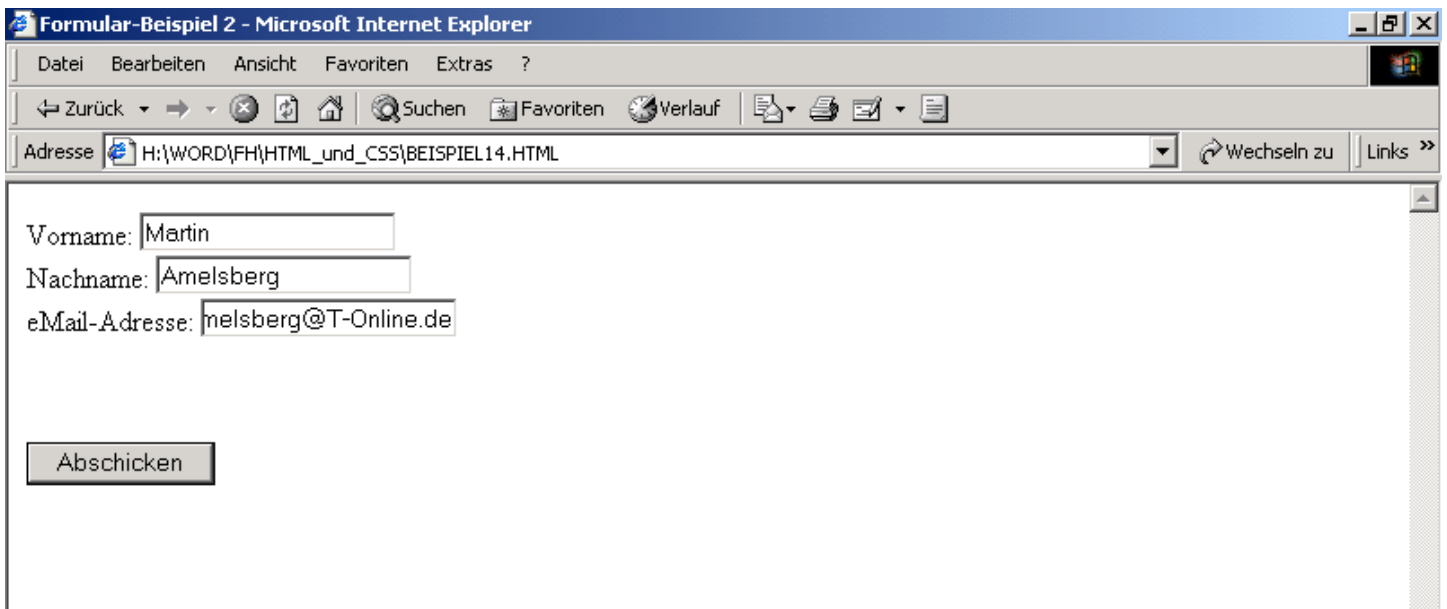 Formular-Beispiel 2 - Microsoft Internet Explorer
Datei Bearbeiten Ansicht Favoriten Extras ?
Zurück Suchen Favoriten Verlauf
Adresse H:\WORD\FH\HTML_und_CSS\BEISPIEL14.HTML Wechseln zu Links »
Vorname: Martin
Nachname: Amelsberg
eMail-Adresse: melsberg@T-Online.de
Abschicken